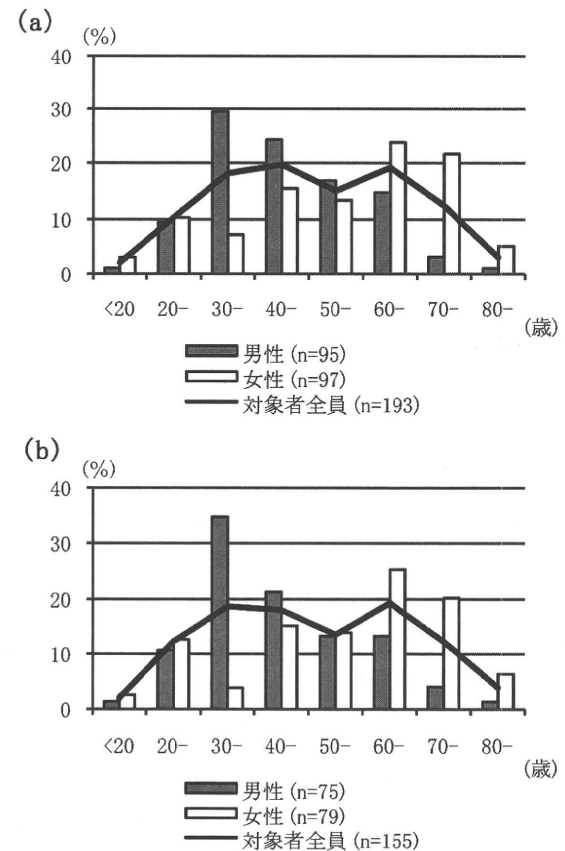 (a)
(%)
40
30
20
10
0
<20 20- 30- 40- 50- 60- 70- 80-
(歳)
男性(n=95)
女性(n=97)
対象者全員(n=193)
(b)
(%)
40
30
20
10
0
<20 20- 30- 40- 50- 60- 70- 80-
(歳)
男性(n=75)
女性(n=79)
対象者全員(n=155)